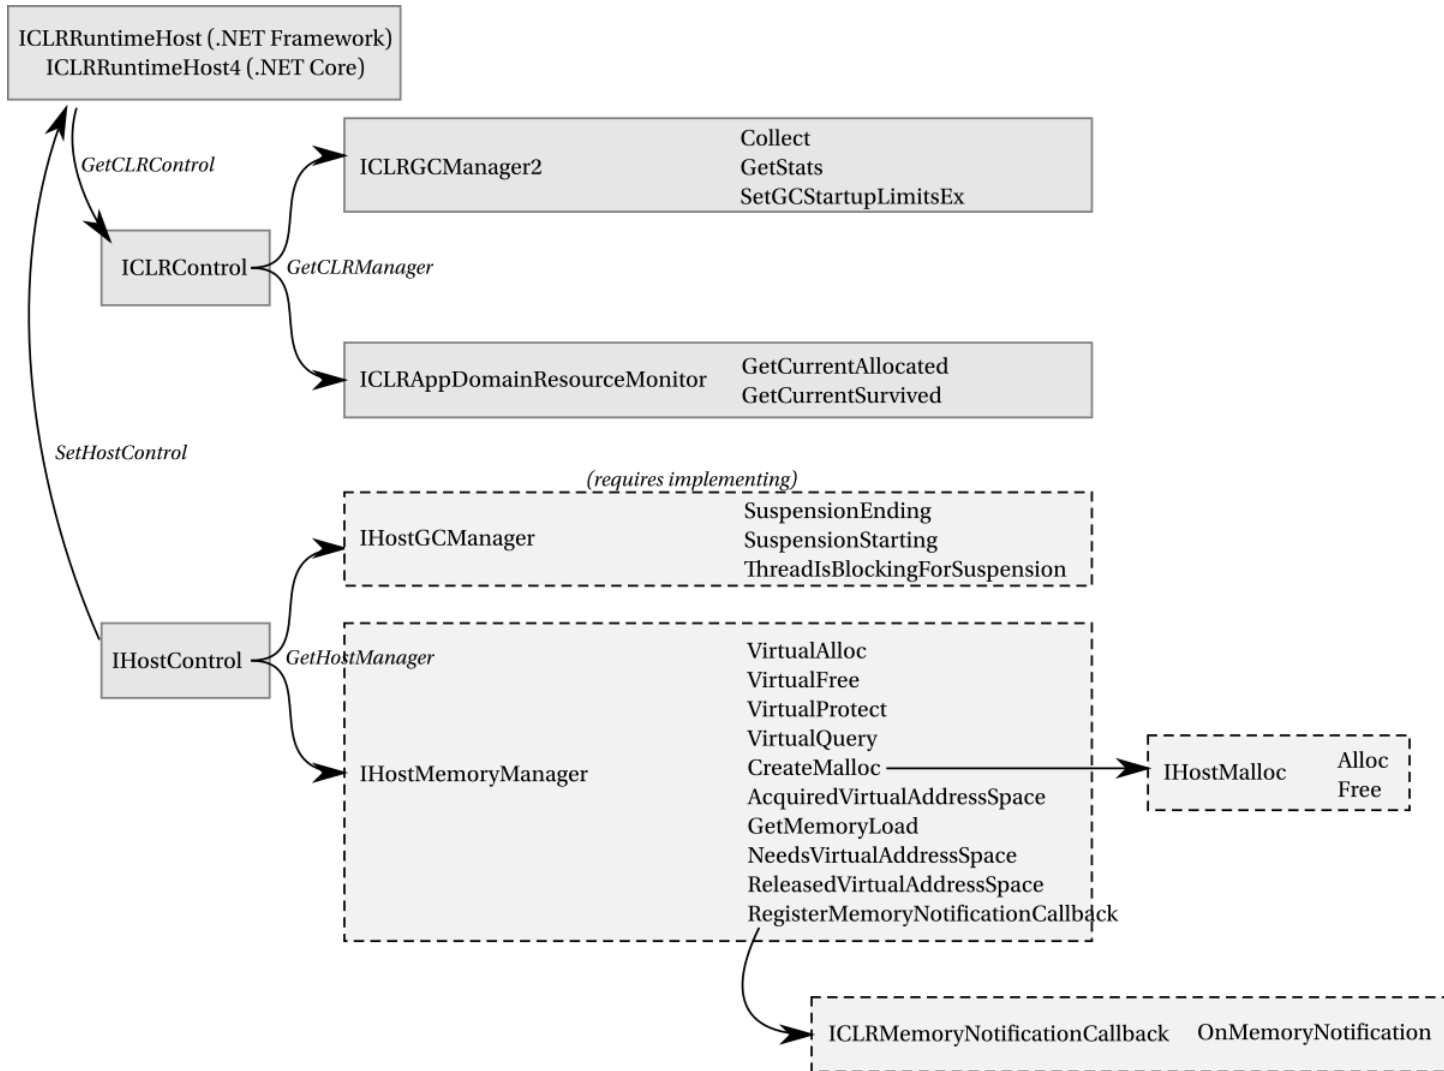 ICLRRuntimeHost (.NET Framework)
ICLRRuntimeHost4 (.NET Core)
GetCLRControl
ICLRControl
GetCLRManager
ICLRGCManager2
Collect
GetStats
SetGCStartupLimitsEx
ICLRAppDomainResourceMonitor
GetCurrentAllocated
GetCurrentSurvived
SetHostControl
(requires implementing)
IHostGCManager
SuspensionEnding
SuspensionStarting
ThreadIsBlockingForSuspension
IHostControl
GetHostManager
IHostMemoryManager
VirtualAlloc
VirtualFree
VirtualProtect
VirtualQuery
CreateMalloc
AcquiredVirtualAddressSpace
GetMemoryLoad
NeedsVirtualAddressSpace
ReleasedVirtualAddressSpace
RegisterMemoryNotificationCallback
IHostMalloc
Alloc
Free
ICLRMemoryNotificationCallback
OnMemoryNotification